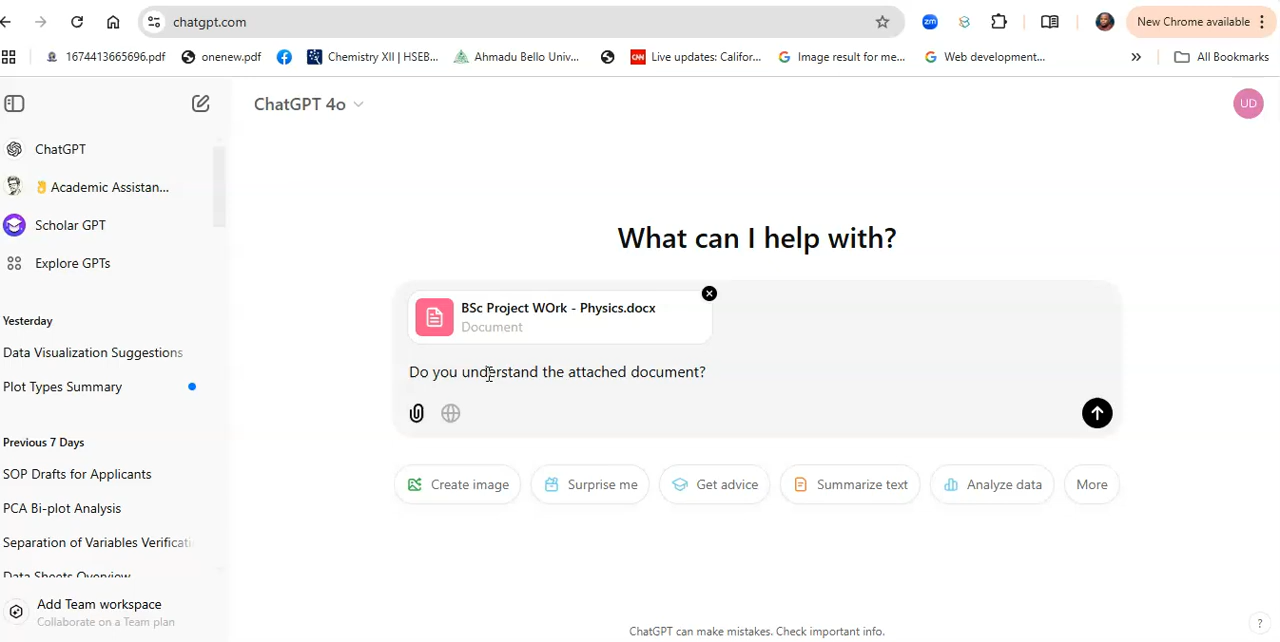 chatgpt.com
New Chrome available
1674413665696.pdf
onenew.pdf
Chemistry XII | HSEB...
Ahmadu Bello Univ...
CNN
Live updates: Califor...
Image result for me...
Web development...
All Bookmarks
ChatGPT 4o
UD
ChatGPT
Academic Assistan...
Scholar GPT
Explore GPTs
Yesterday
Data Visualization Suggestions
Plot Types Summary
Previous 7 Days
SOP Drafts for Applicants
PCA Bi-plot Analysis
Separation of Variables Verificati
Data Sheets Overview
Add Team workspace
Collaborate on a Team plan
What can I help with?
BSc Project WOrk - Physics.docx
Document
Do you understand the attached document?
Create image
Surprise me
Get advice
Summarize text
Analyze data
More
ChatGPT can make mistakes. Check important info.
?